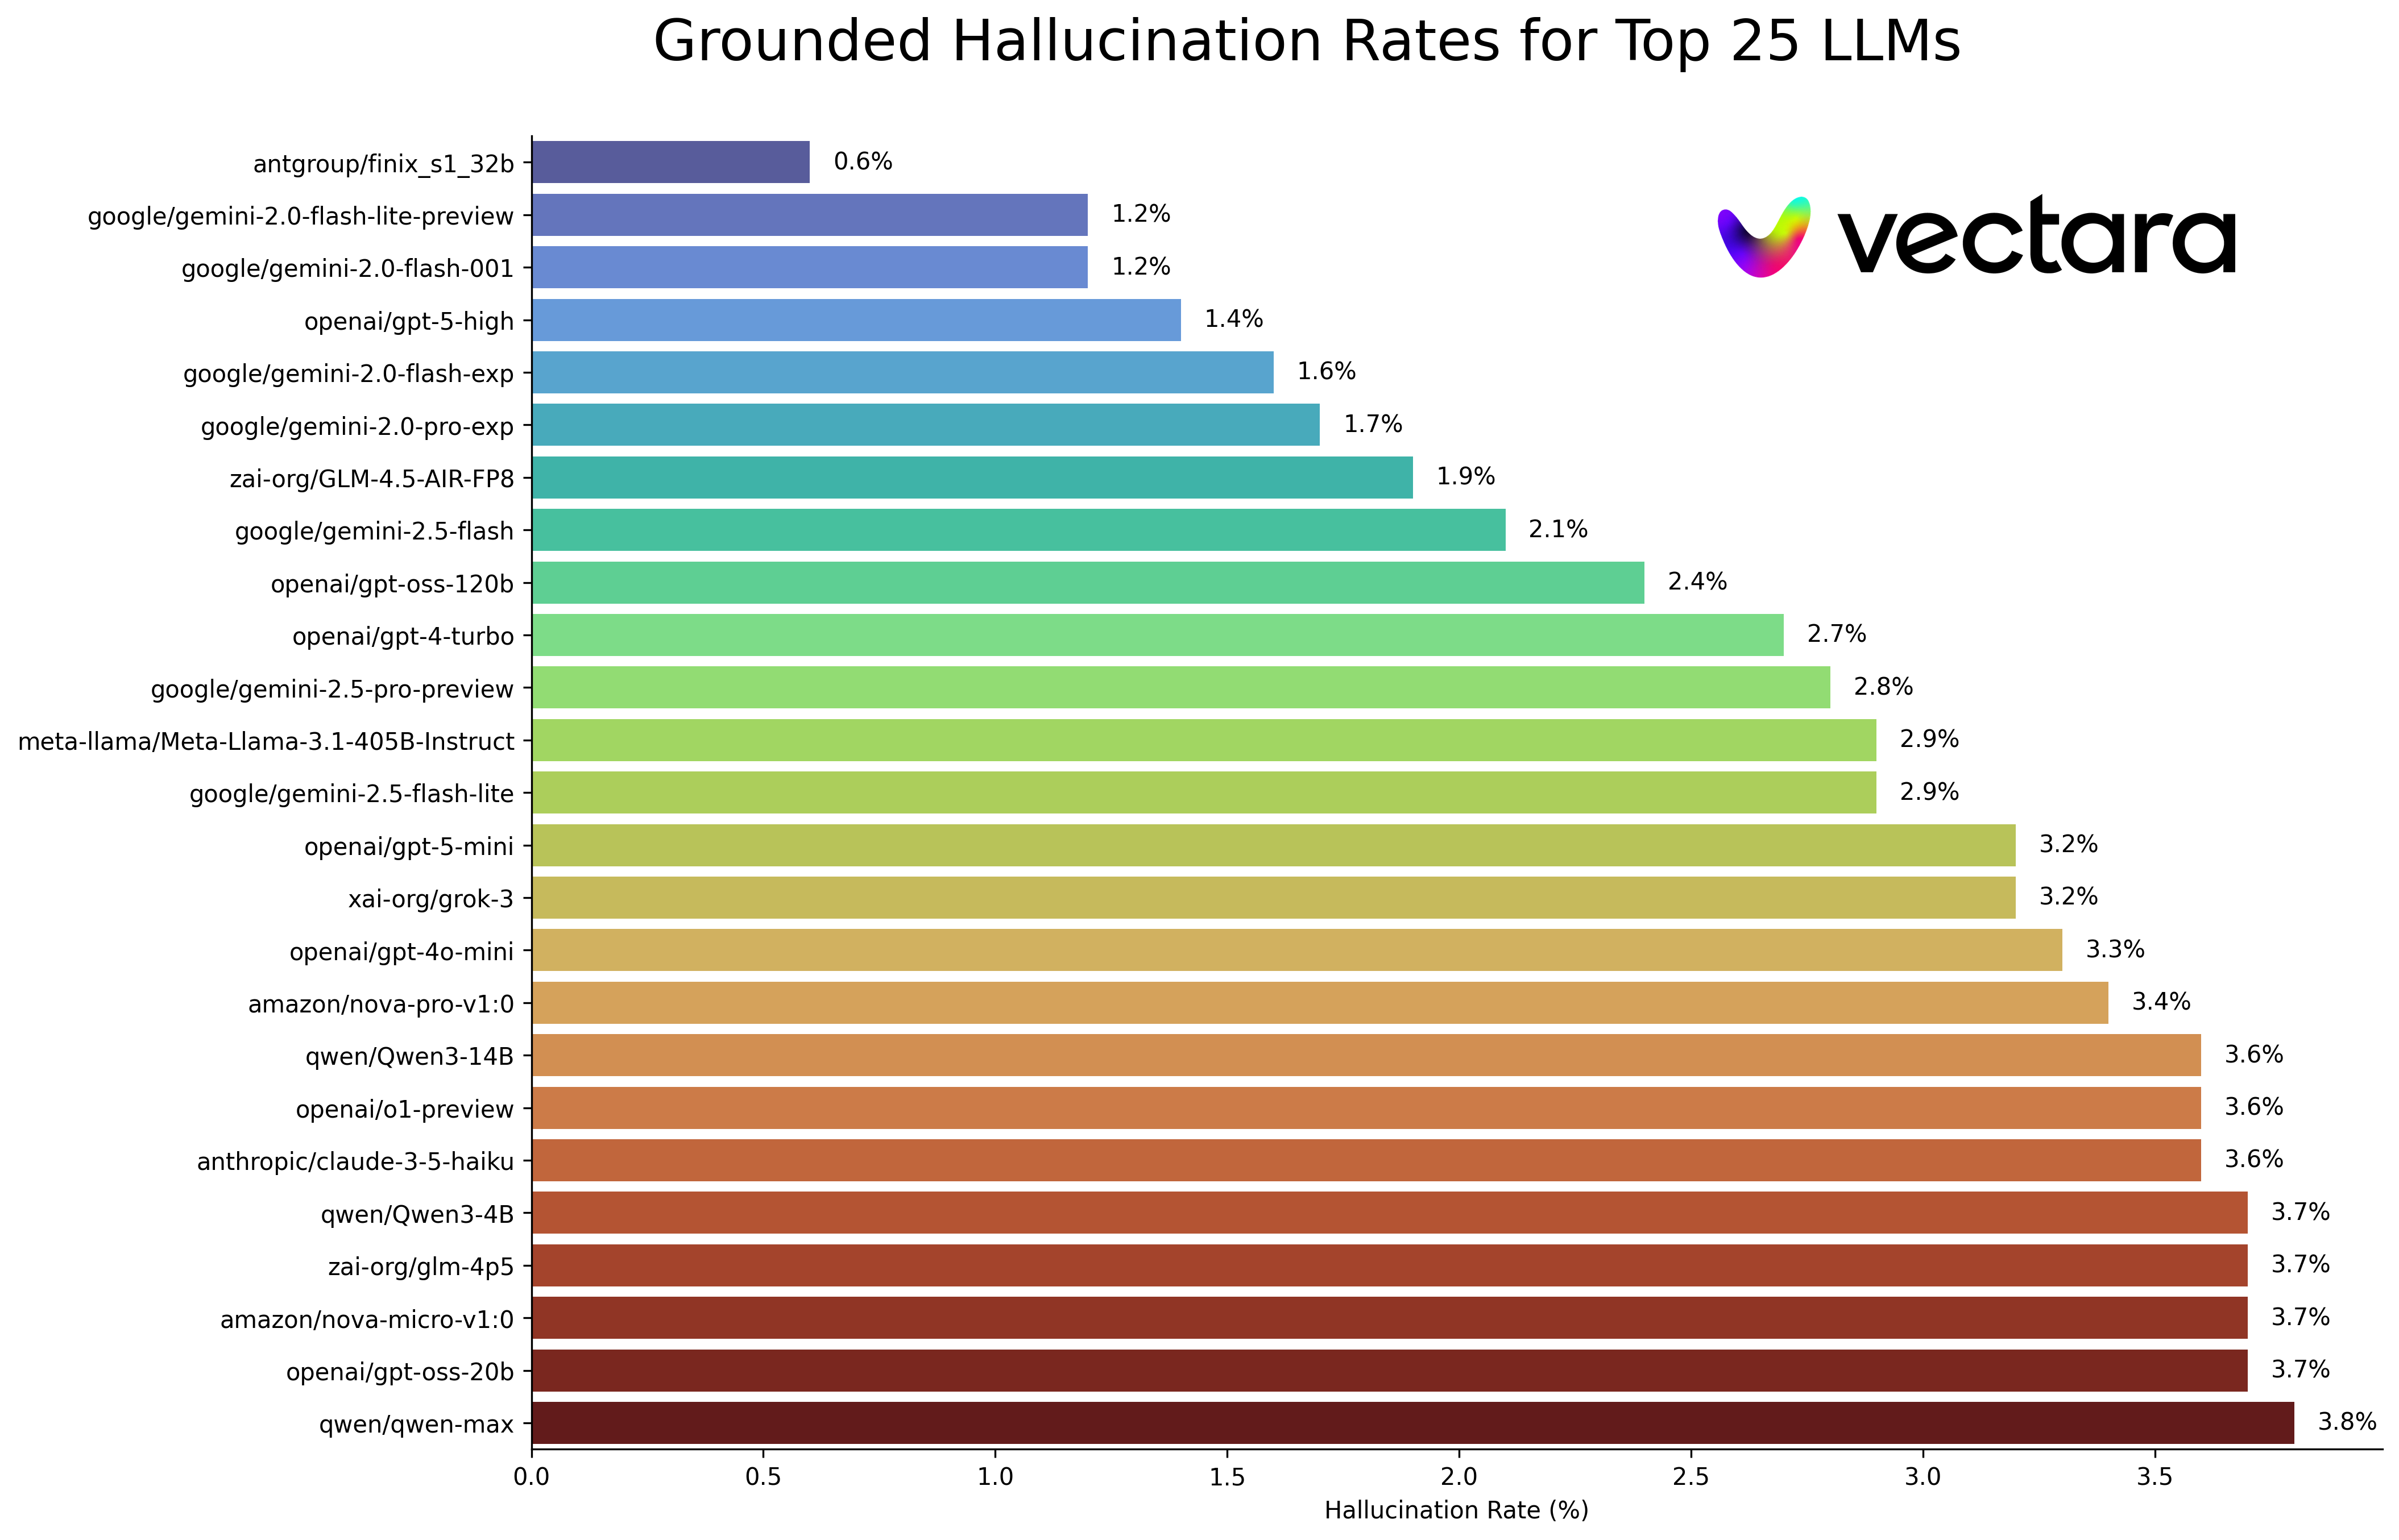 Grounded Hallucination Rates for Top 25 LLMs
vectara
antgroup/finix_s1_32b 0.6%
google/gemini-2.0-flash-lite-preview 1.2%
google/gemini-2.0-flash-001 1.2%
openai/gpt-5-high 1.4%
google/gemini-2.0-flash-exp 1.6%
google/gemini-2.0-pro-exp 1.7%
zai-org/GLM-4.5-AIR-FP8 1.9%
google/gemini-2.5-flash 2.1%
openai/gpt-oss-120b 2.4%
openai/gpt-4-turbo 2.7%
google/gemini-2.5-pro-preview 2.8%
meta-llama/Meta-Llama-3.1-405B-Instruct 2.9%
google/gemini-2.5-flash-lite 2.9%
openai/gpt-5-mini 3.2%
xai-org/grok-3 3.2%
openai/gpt-4o-mini 3.3%
amazon/nova-pro-v1:0 3.4%
qwen/Qwen3-14B 3.6%
openai/o1-preview 3.6%
anthropic/claude-3-5-haiku 3.6%
qwen/Qwen3-4B 3.7%
zai-org/glm-4p5 3.7%
amazon/nova-micro-v1:0 3.7%
openai/gpt-oss-20b 3.7%
qwen/qwen-max 3.8%
0.0 0.5 1.0 1.5 2.0 2.5 3.0 3.5
Hallucination Rate (%)